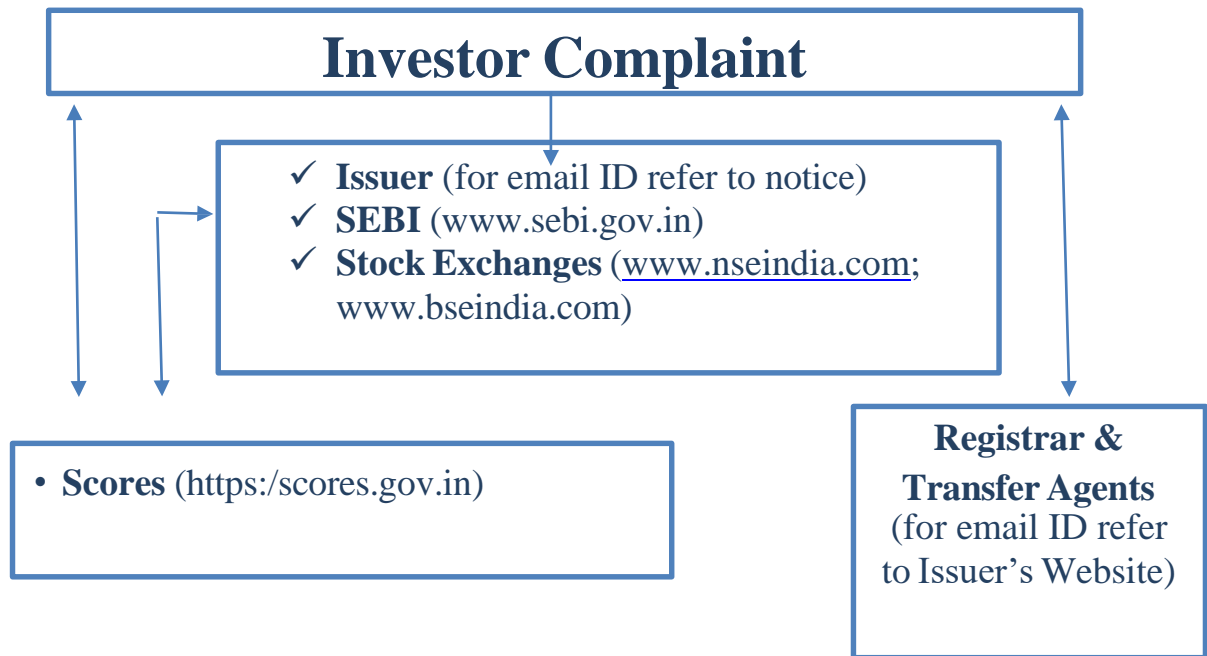 Investor Complaint
✓ Issuer (for email ID refer to notice)
✓ SEBI (www.sebi.gov.in)
✓ Stock Exchanges (www.nseindia.com;
www.bseindia.com)
• Scores (https:/scores.gov.in)
Registrar &
Transfer Agents
(for email ID refer
to Issuer’s Website)